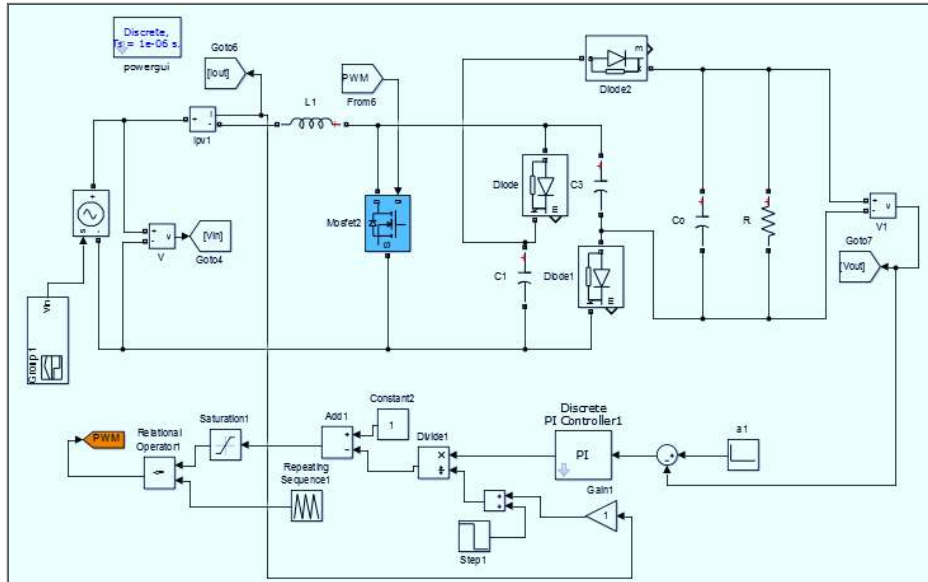 Discrete,
Ts = 1e-06 s.
powergui
Goto6
[Iout]
PWM
From6
L1
Ipv1
m
Diode2
Diode
C3
Mosfet2
Co
R
V1
V
[Vin]
Goto4
C1
Diode1
Goto7
[Vout]
Vin
Group 1
Constant2
1
Discrete
PI Controller1
PI
Saturation1
Add1
Divide1
a1
PWM
Relational
Operator1
<=
Repeating
Sequence1
Gain1
1
Step1